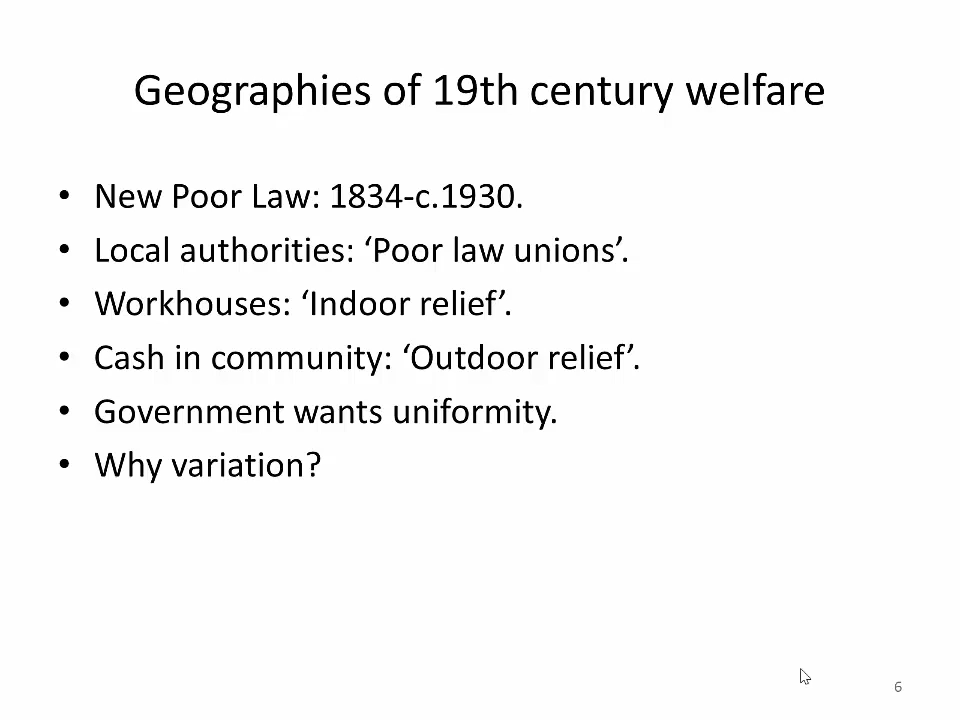 Geographies of 19th century welfare
• New Poor Law: 1834-c.1930.
• Local authorities: ‘Poor law unions’.
• Workhouses: ‘Indoor relief’.
• Cash in community: ‘Outdoor relief’.
• Government wants uniformity.
• Why variation?
6